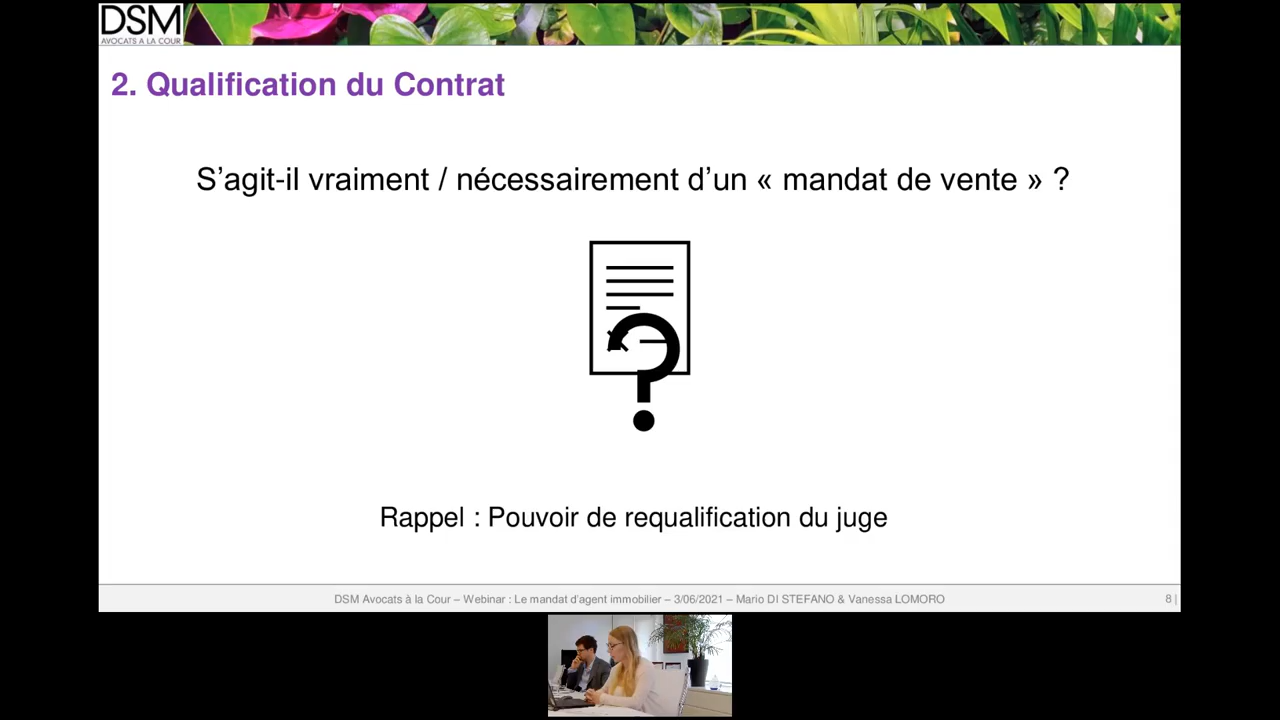 DSM
AVOCATS A LA COUR
2. Qualification du Contrat
S’agit-il vraiment / nécessairement d’un « mandat de vente » ?
Rappel : Pouvoir de requalification du juge
DSM Avocats à la Cour – Webinar : Le mandat d’agent immobilier – 3/06/2021 – Mario DI STEFANO & Vanessa LOMORO
8 |